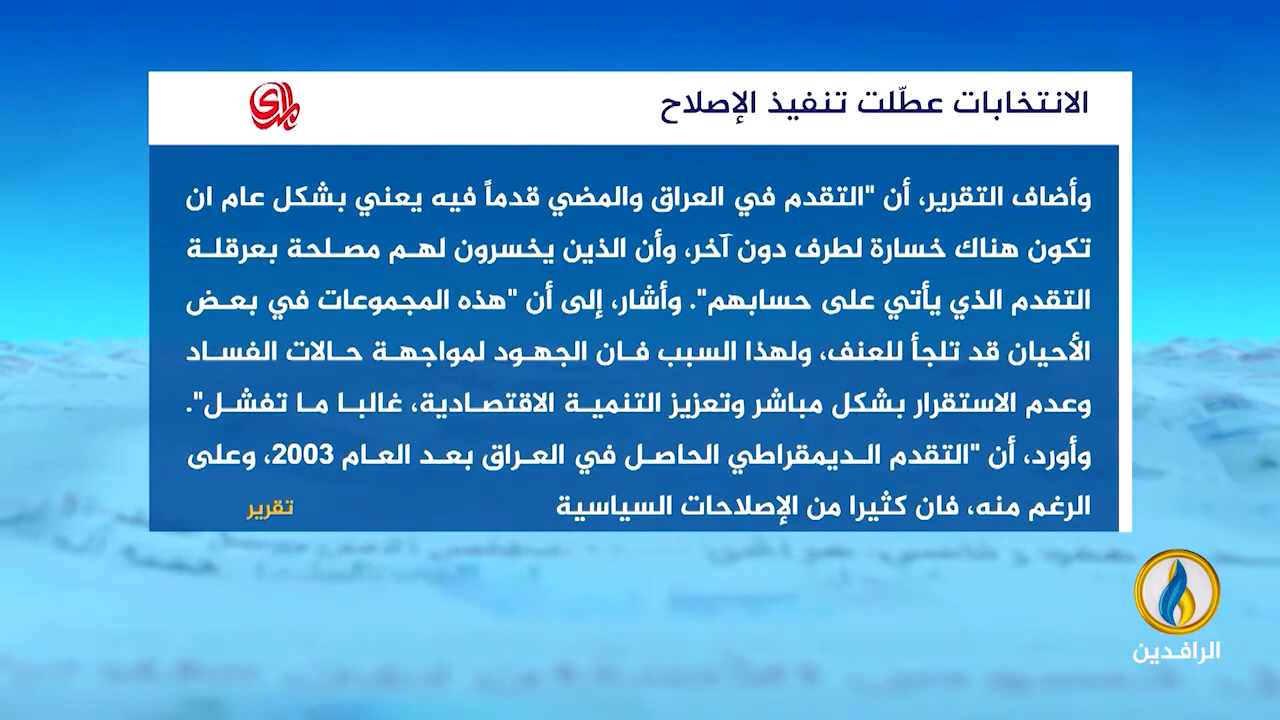 الانتخابات عطّلت تنفيذ الإصلاح
المدى
وأضاف التقرير، أن "التقدم في العراق والمضي قدماً فيه يعني بشكل عام ان
تكون هناك خسارة لطرف دون آخر، وأن الذين يخسرون لهم مصلحة بعرقلة
التقدم الذي يأتي على حسابهم". وأشار، إلى أن "هذه المجموعات في بعض
الأحيان قد تلجأ للعنف، ولهذا السبب فان الجهود لمواجهة حالات الفساد
وعدم الاستقرار بشكل مباشر وتعزيز التنمية الاقتصادية، غالبا ما تفشل".
وأورد، أن "التقدم الديمقراطي الحاصل في العراق بعد العام 2003، وعلى
الرغم منه، فان كثيرا من الإصلاحات السياسية
تقرير
الرافدين